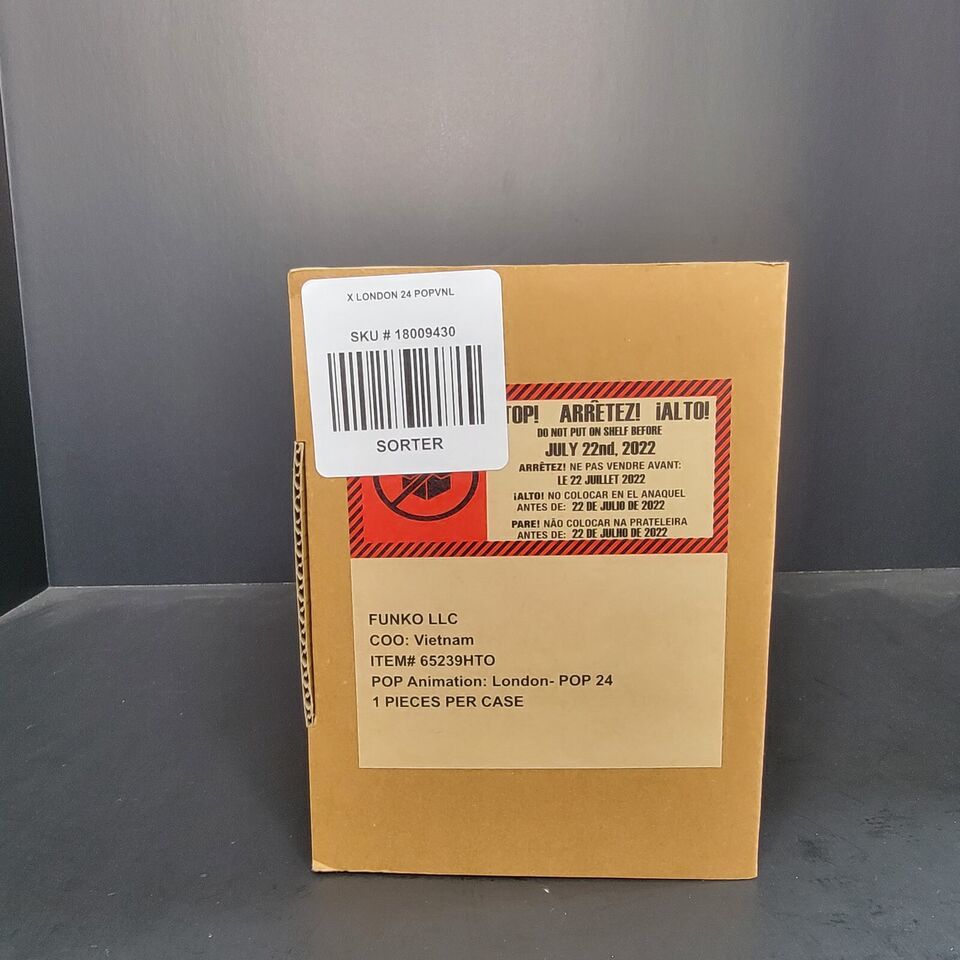 X LONDON 24 POPVNL
SKU # 18009430
SORTER
TOP! ARRÊTEZ! ¡ALTO!
DO NOT PUT ON SHELF BEFORE
JULY 22nd, 2022
ARRÊTEZ! NE PAS VENDRE AVANT:
LE 22 JUILLET 2022
¡ALTO! NO COLOCAR EN EL ANAQUEL
ANTES DE: 22 DE JULIO DE 2022
PARE! NÃO COLOCAR NA PRATELEIRA
ANTES DE: 22 DE JULHO DE 2022
FUNKO LLC
COO: Vietnam
ITEM# 65239HTO
POP Animation: London- POP 24
1 PIECES PER CASE